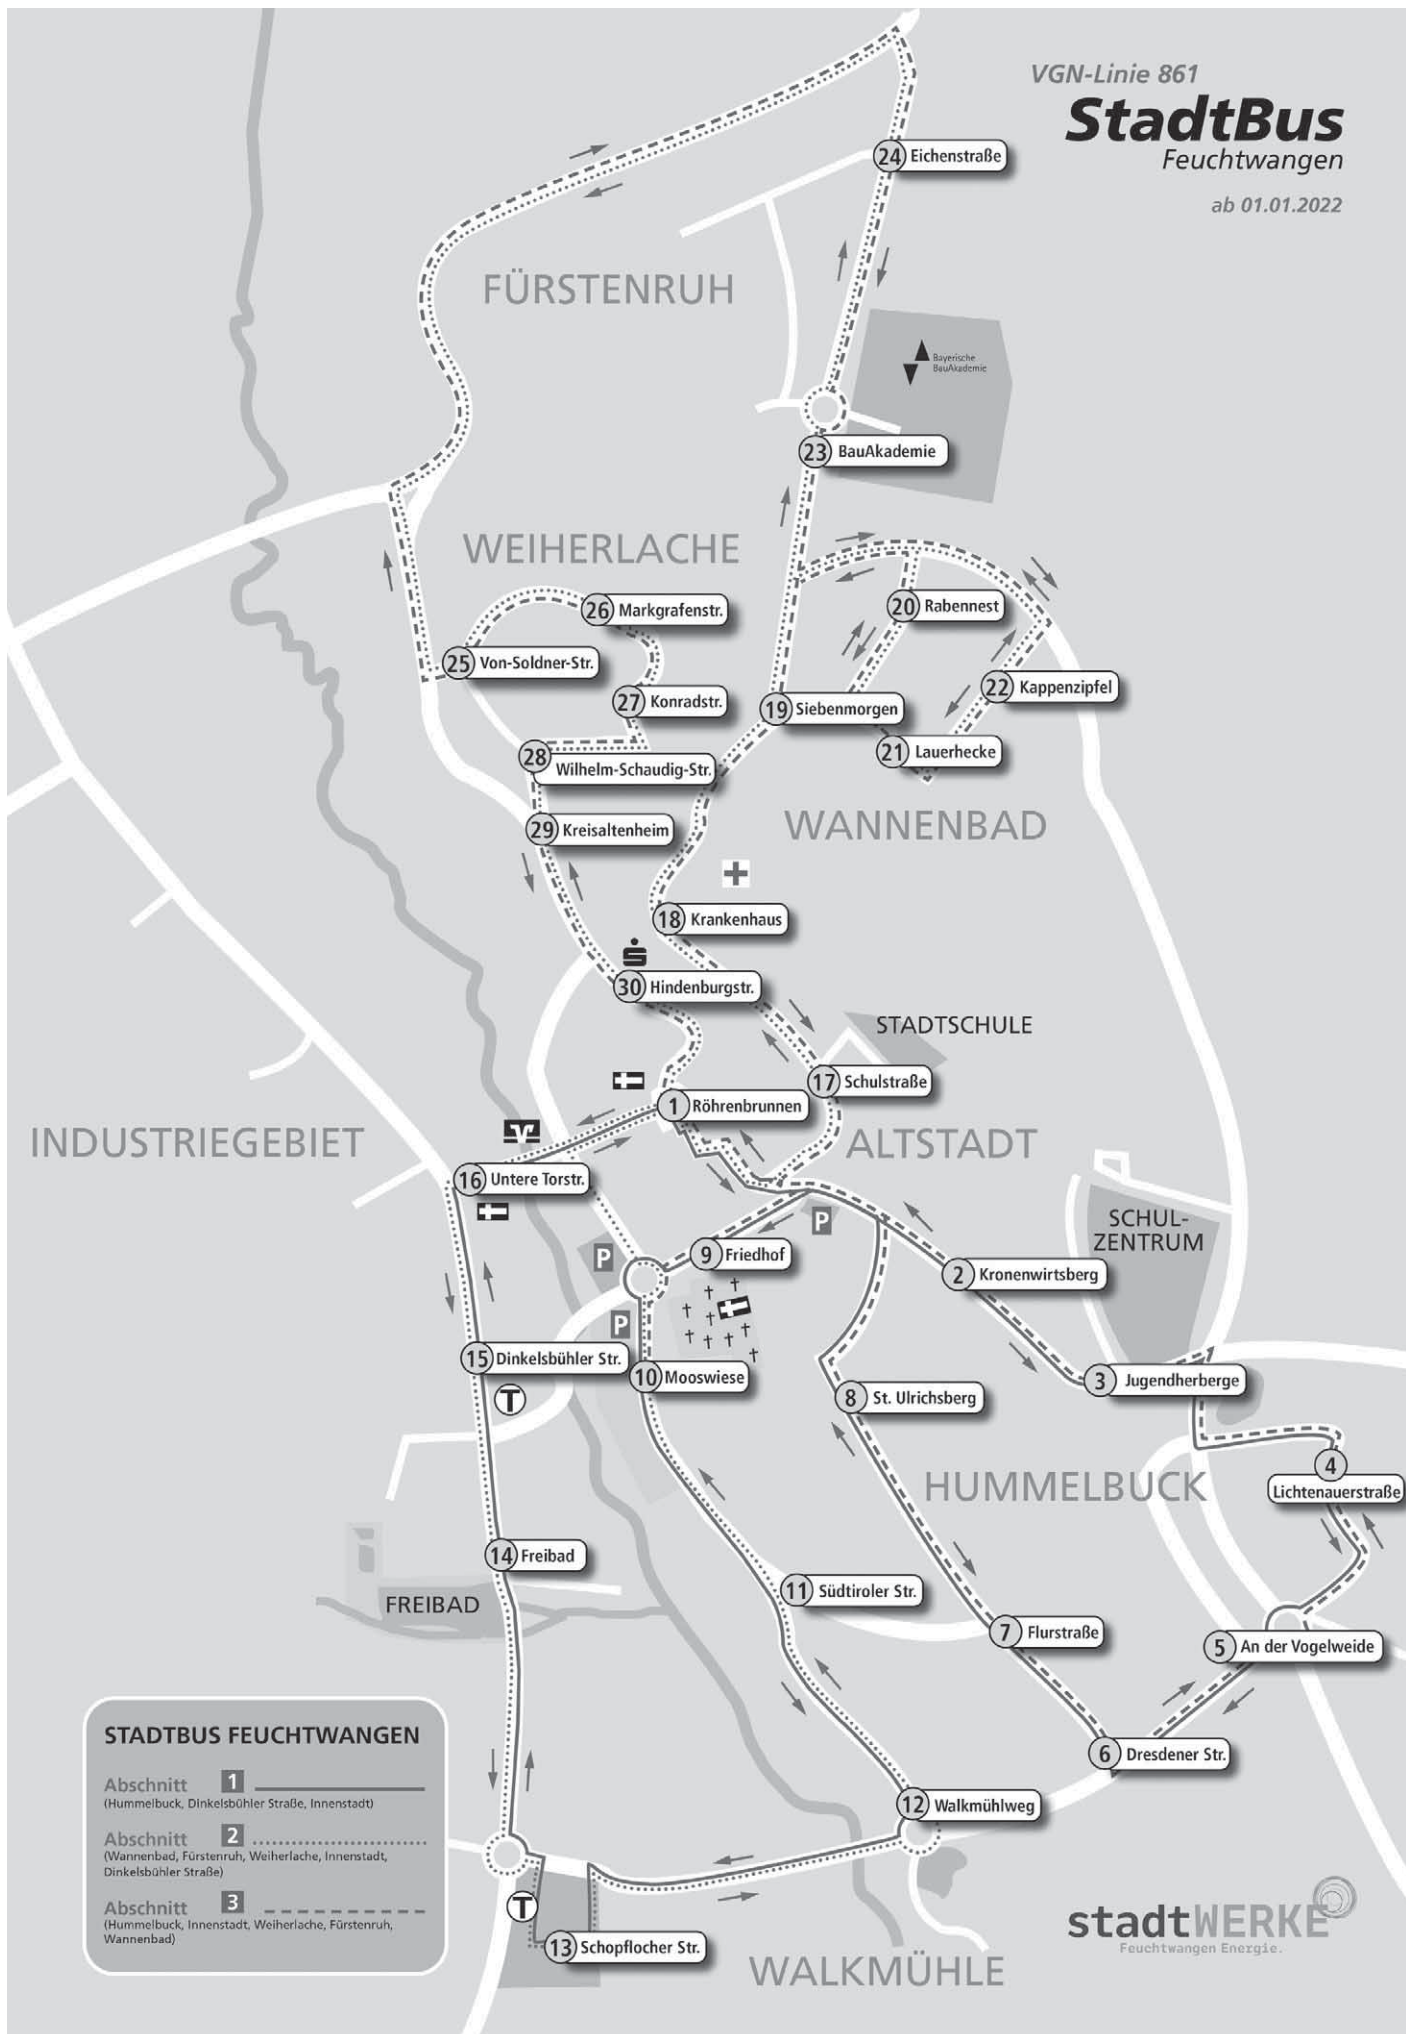 VGN-Linie 861
StadtBus
Feuchtwangen
ab 01.01.2022
24 Eichenstraße
FÜRSTENRUH
Bayerische
BauAkademie
23 BauAkademie
WEIHERLACHE
26 Markgrafenstr.
20 Rabennest
25 Von-Soldner-Str.
22 Kappenzipfel
27 Konradstr.
19 Siebenmorgen
21 Lauerhecke
28 Wilhelm-Schaudig-Str.
29 Kreisaltenheim
WANNENBAD
18 Krankenhaus
30 Hindenburgstr.
STADTSCHULE
17 Schulstraße
1 Röhrenbrunnen
INDUSTRIEGEBIET
ALTSTADT
16 Untere Torstr.
P
SCHUL-
ZENTRUM
P
9 Friedhof
2 Kronenwirtsberg
P
15 Dinkelsbühler Str.
10 Mooswiese
3 Jugendherberge
T
8 St. Ulrichsberg
4
Lichtenauerstraße
HUMMELBUCK
14 Freibad
FREIBAD
11 Südtiroler Str.
7 Flurstraße
5 An der Vogelweide
6 Dresdener Str.
12 Walkmühlweg
STADTBUS FEUCHTWANGEN
Abschnitt 1
(Hummelbuck, Dinkelsbühler Straße, Innenstadt)
Abschnitt 2
(Wannenbad, Fürstenruh, Weiherlache, Innenstadt,
Dinkelsbühler Straße)
Abschnitt 3
(Hummelbuck, Innenstadt, Weiherlache, Fürstenruh,
Wannenbad)
T
13 Schopflocher Str.
WALKMÜHLE
stadtWERKE
Feuchtwangen Energie.